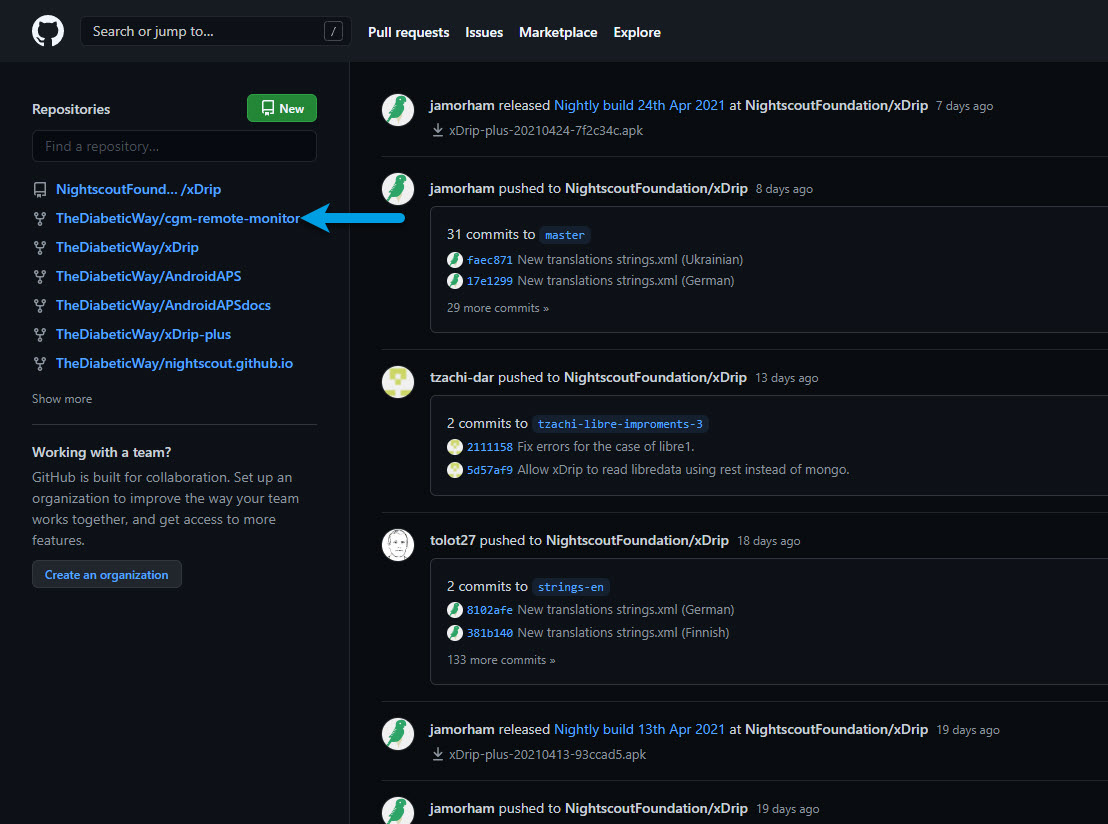 Search or jump to... /
Pull requests Issues Marketplace Explore
Repositories
New
Find a repository...
NightscoutFound... /xDrip
TheDiabeticWay/cgm-remote-monitor
TheDiabeticWay/xDrip
TheDiabeticWay/AndroidAPS
TheDiabeticWay/AndroidAPSdocs
TheDiabeticWay/xDrip-plus
TheDiabeticWay/nightscout.github.io
Show more
Working with a team?
GitHub is built for collaboration. Set up an
organization to improve the way your team
works together, and get access to more
features.
Create an organization
jamorham released Nightly build 24th Apr 2021 at NightscoutFoundation/xDrip 7 days ago
xDrip-plus-20210424-7f2c34c.apk
jamorham pushed to NightscoutFoundation/xDrip 8 days ago
31 commits to master
faec871 New translations strings.xml (Ukrainian)
17e1299 New translations strings.xml (German)
29 more commits »
tzachi-dar pushed to NightscoutFoundation/xDrip 13 days ago
2 commits to tzachi-libre-improments-3
2111158 Fix errors for the case of libre1.
5d57af9 Allow xDrip to read libredata using rest instead of mongo.
tolot27 pushed to NightscoutFoundation/xDrip 18 days ago
2 commits to strings-en
8102afe New translations strings.xml (German)
381b140 New translations strings.xml (Finnish)
133 more commits »
jamorham released Nightly build 13th Apr 2021 at NightscoutFoundation/xDrip 19 days ago
xDrip-plus-20210413-93ccad5.apk
jamorham pushed to NightscoutFoundation/xDrip 19 days ago